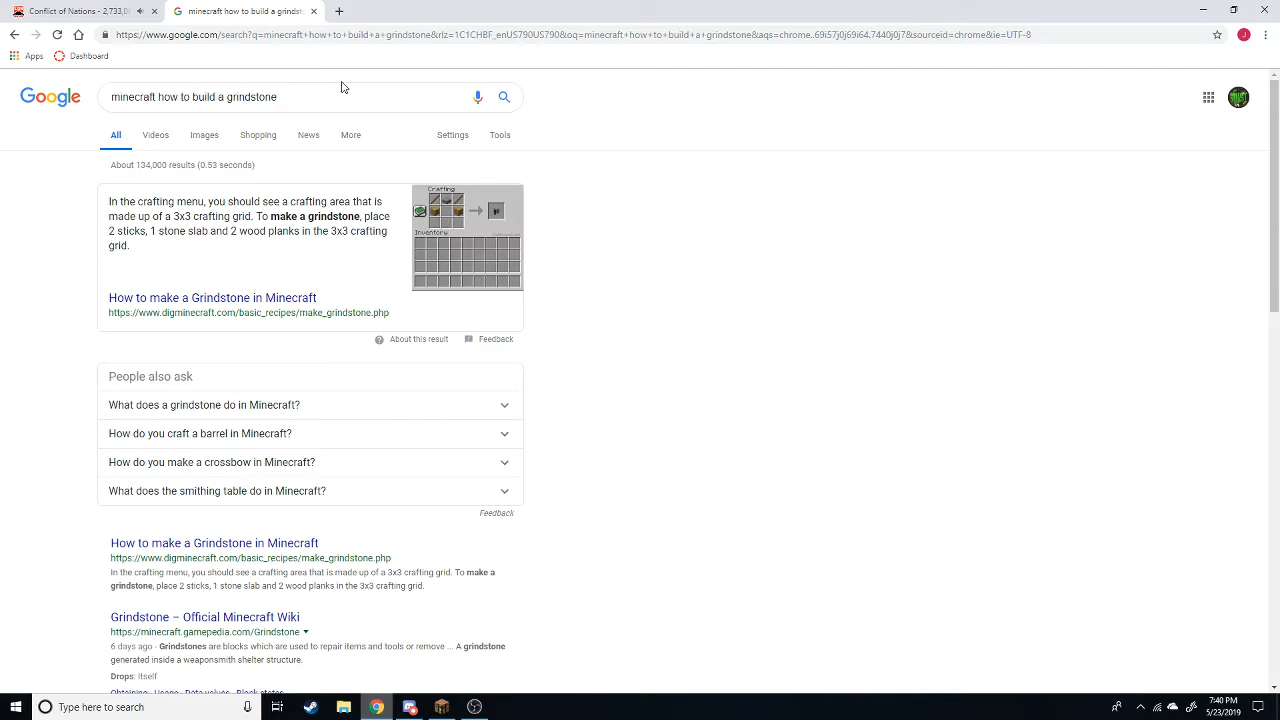 Conflict of Nations - 2,733,0
minecraft how to build a grindst
https://www.google.com/search?q=minecraft+how+to+build+a+grindstone&rlz=1C1CHBF_enUS790US790&oq=minecraft+how+to+build+a+grindstone&aqs=chrome..69i57j0j69i64.7440j0j7&sourceid=chrome&ie=UTF-8
J
Apps
Dashboard
Google
minecraft how to build a grindstone
All
Videos
Images
Shopping
News
More
Settings
Tools
About 134,000 results (0.53 seconds)
In the crafting menu, you should see a crafting area that is
made up of a 3x3 crafting grid. To make a grindstone, place
2 sticks, 1 stone slab and 2 wood planks in the 3x3 crafting
grid.
Crafting
Inventory
How to make a Grindstone in Minecraft
https://www.digminecraft.com/basic_recipes/make_grindstone.php
About this result
Feedback
People also ask
What does a grindstone do in Minecraft?
How do you craft a barrel in Minecraft?
How do you make a crossbow in Minecraft?
What does the smithing table do in Minecraft?
Feedback
How to make a Grindstone in Minecraft
https://www.digminecraft.com/basic_recipes/make_grindstone.php
In the crafting menu, you should see a crafting area that is made up of a 3x3 crafting grid. To make a
grindstone, place 2 sticks, 1 stone slab and 2 wood planks in the 3x3 crafting grid.
Grindstone – Official Minecraft Wiki
https://minecraft.gamepedia.com/Grindstone
6 days ago - Grindstones are blocks which are used to repair items and tools or remove ... A grindstone
generated inside a weaponsmith shelter structure.
Drops: Itself
Obtaining · Usage · Data values · Block states
Type here to search
7:40 PM
5/23/2019